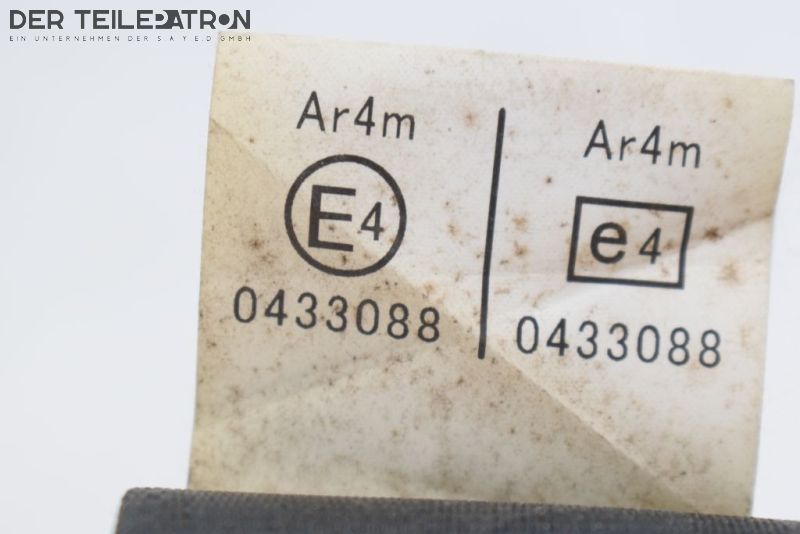 DER TEILEPATRON
EIN UNTERNEHMEN DER S A Y E.D GMBH
Ar4m
E4
0433088
Ar4m
e4
0433088